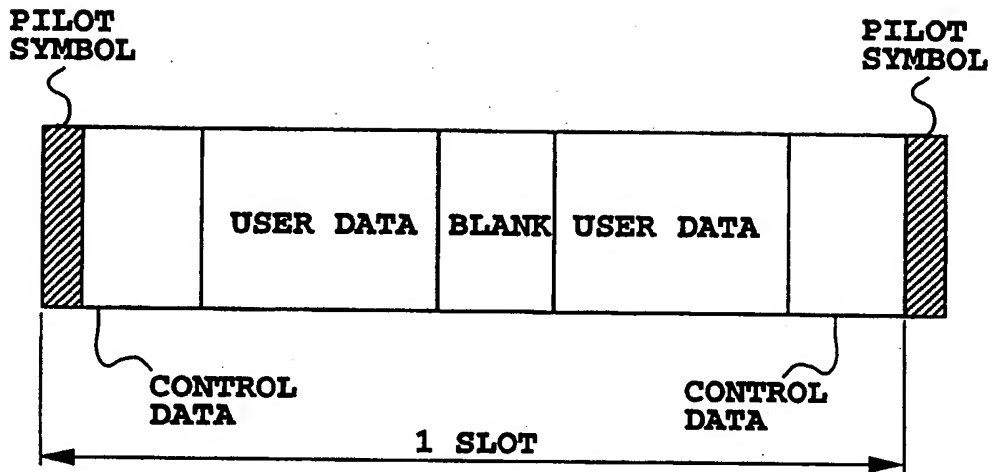 PILOT
SYMBOL
PILOT
SYMBOL
USER DATA
BLANK
USER DATA
CONTROL
DATA
CONTROL
DATA
1 SLOT